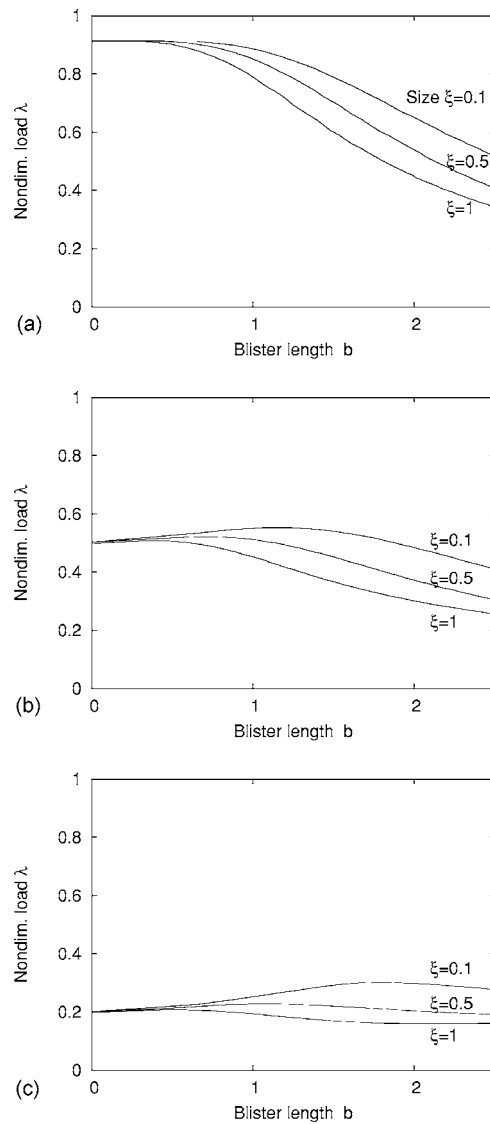 1
0.8
0.6
0.4
0.2
0
Nondim. load λ
Size ξ=0.1
ξ=0.5
ξ=1
0
1
2
(a)
Blister length b
1
0.8
0.6
0.4
0.2
0
Nondim. load λ
ξ=0.1
ξ=0.5
ξ=1
0
1
2
(b)
Blister length b
1
0.8
0.6
0.4
0.2
0
Nondim. load λ
ξ=0.1
ξ=0.5
ξ=1
0
1
2
(c)
Blister length b